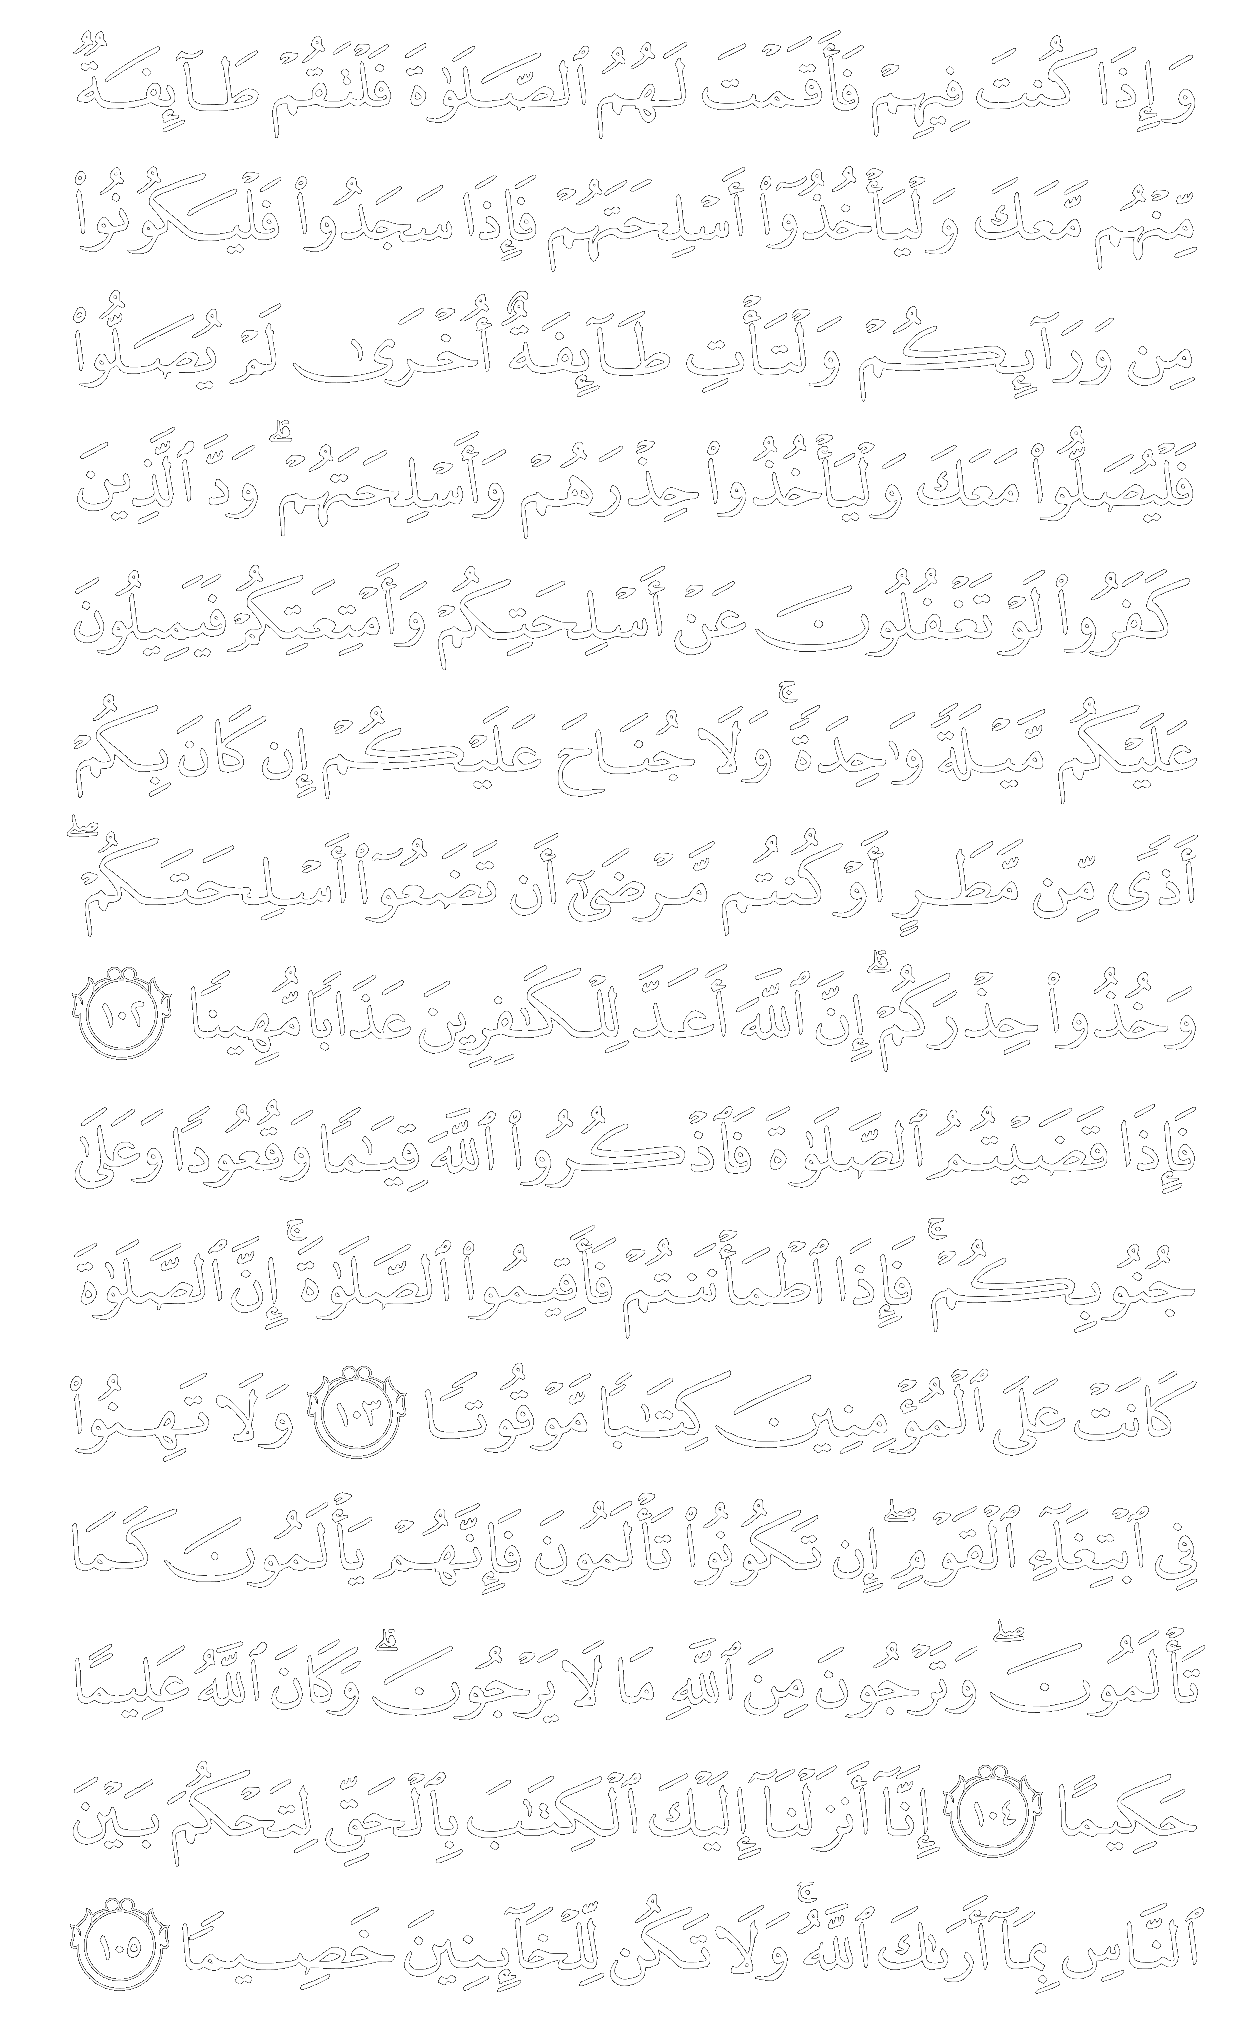 وَإِذَا كُنتَ فِيهِمْ فَأَقَمْتَ لَهُمُ ٱلصَّلَوٰةَ فَلْتَقُمْ طَآئِفَةٌ
مِّنْهُم مَّعَكَ وَلْيَأْخُذُوٓا۟ أَسْلِحَتَهُمْ فَإِذَا سَجَدُوا۟ فَلْيَكُونُوا۟
مِن وَرَآئِكُمْ وَلْتَأْتِ طَآئِفَةٌ أُخْرَىٰ لَمْ يُصَلُّوا۟
فَلْيُصَلُّوا۟ مَعَكَ وَلْيَأْخُذُوا۟ حِذْرَهُمْ وَأَسْلِحَتَهُمْ ۗ وَدَّ ٱلَّذِينَ
كَفَرُوا۟ لَوْ تَغْفُلُونَ عَنْ أَسْلِحَتِكُمْ وَأَمْتِعَتِكُمْ فَيَمِيلُونَ
عَلَيْكُم مَّيْلَةً وَٰحِدَةً ۚ وَلَا جُنَاحَ عَلَيْكُمْ إِن كَانَ بِكُمْ
أَذًى مِّن مَّطَرٍ أَوْ كُنتُم مَّرْضَىٰٓ أَن تَضَعُوٓا۟ أَسْلِحَتَكُمْ ۖ
وَخُذُوا۟ حِذْرَكُمْ ۗ إِنَّ ٱللَّهَ أَعَدَّ لِلْكَـٰفِرِينَ عَذَابًا مُّهِينًا ١٠٢
فَإِذَا قَضَيْتُمُ ٱلصَّلَوٰةَ فَٱذْكُرُوا۟ ٱللَّهَ قِيَـٰمًا وَقُعُودًا وَعَلَىٰ
جُنُوبِكُمْ ۚ فَإِذَا ٱطْمَأْنَنتُمْ فَأَقِيمُوا۟ ٱلصَّلَوٰةَ ۚ إِنَّ ٱلصَّلَوٰةَ
كَانَتْ عَلَى ٱلْمُؤْمِنِينَ كِتَـٰبًا مَّوْقُوتًا ١٠٣ وَلَا تَهِنُوا۟
فِى ٱبْتِغَآءِ ٱلْقَوْمِ ۖ إِن تَكُونُوا۟ تَأْلَمُونَ فَإِنَّهُمْ يَأْلَمُونَ كَمَا
تَأْلَمُونَ ۖ وَتَرْجُونَ مِنَ ٱللَّهِ مَا لَا يَرْجُونَ ۗ وَكَانَ ٱللَّهُ عَلِيمًا
حَكِيمًا ١٠٤ إِنَّآ أَنزَلْنَآ إِلَيْكَ ٱلْكِتَـٰبَ بِٱلْحَقِّ لِتَحْكُمَ بَيْنَ
ٱلنَّاسِ بِمَآ أَرَىٰكَ ٱللَّهُ ۚ وَلَا تَكُن لِّلْخَآئِنِينَ خَصِيمًا ١٠٥